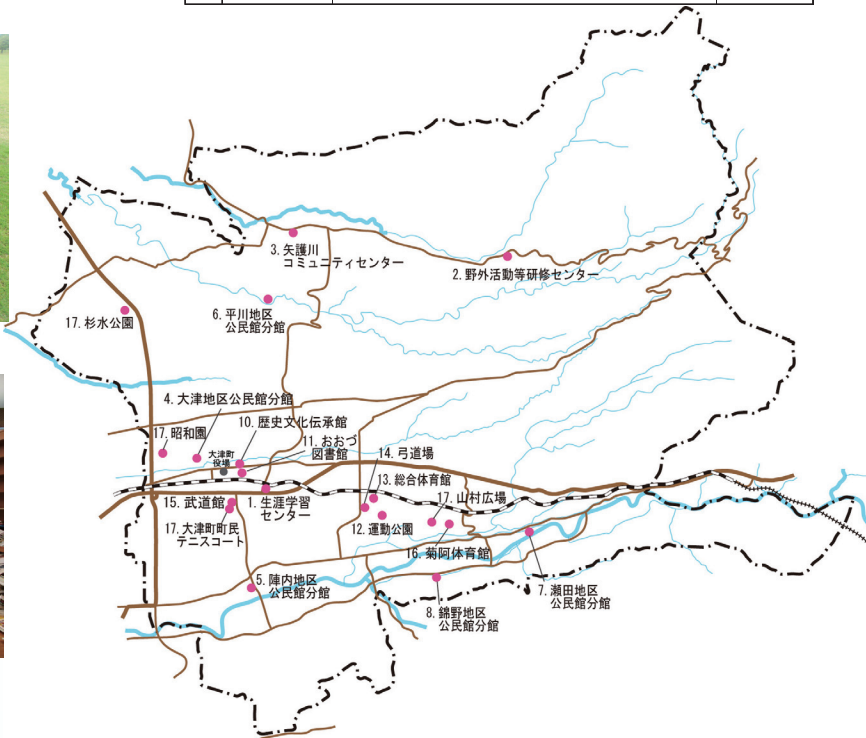 3. 矢護川
コミュニティセンター
2. 野外活動等研修センター
6. 平川地区
公民館分館
17. 杉水公園
4. 大津地区公民館分館
10. 歴史文化伝承館
17. 昭和園
大津町
役場
11. おおづ
図書館
14. 弓道場
13. 総合体育館
17. 山村広場
15. 武道館
1. 生涯学習
センター
17. 大津町町民
テニスコート
12. 運動公園
16. 菊阿体育館
5. 陣内地区
公民館分館
7. 瀬田地区
公民館分館
8. 錦野地区
公民館分館